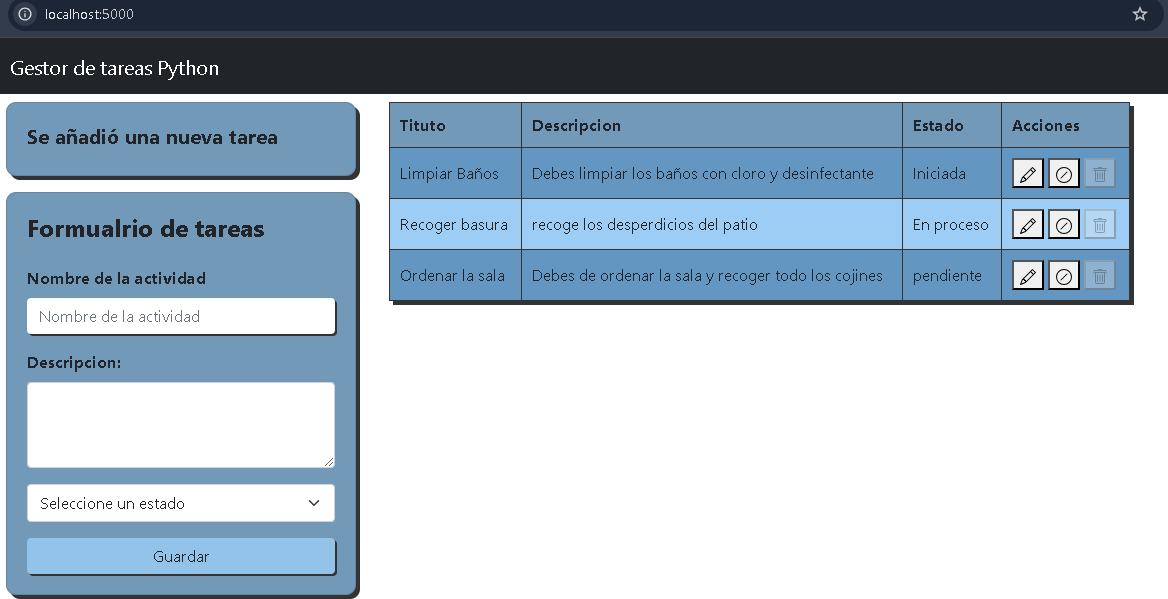 localhost:5000
Gestor de tareas Python
Se añadió una nueva tarea
Formualrio de tareas
Nombre de la actividad
Nombre de la actividad
Descripcion:
Seleccione un estado
Guardar
Tituto Descripcion Estado Acciones
Limpiar Baños Debes limpiar los baños con cloro y desinfectante Iniciada
Recoger basura recoge los desperdicios del patio En proceso
Ordenar la sala Debes de ordenar la sala y recoger todo los cojines pendiente